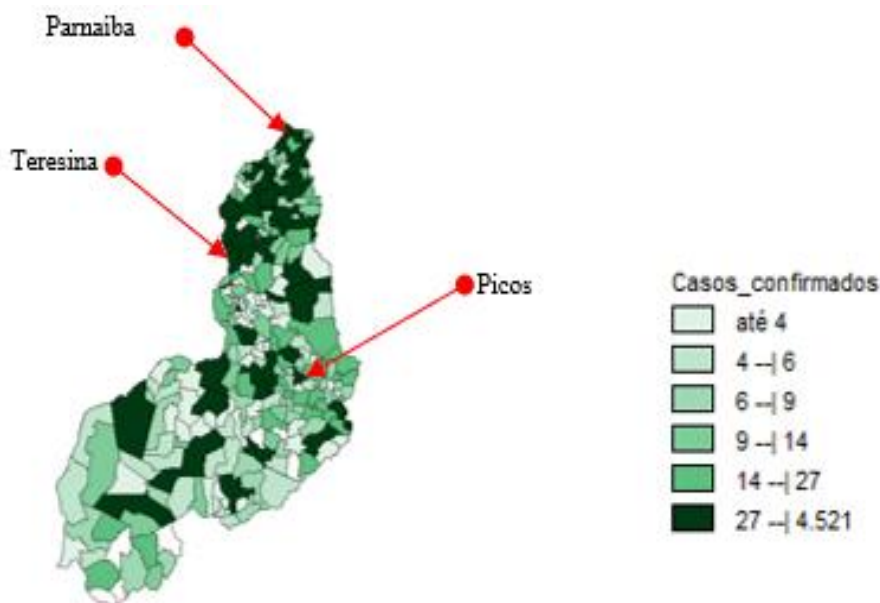 Parnaiba
Teresina
Picos
Casos_confirmados
até 4
4 --| 6
6 --| 9
9 --| 14
14 --| 27
27 --| 4.521